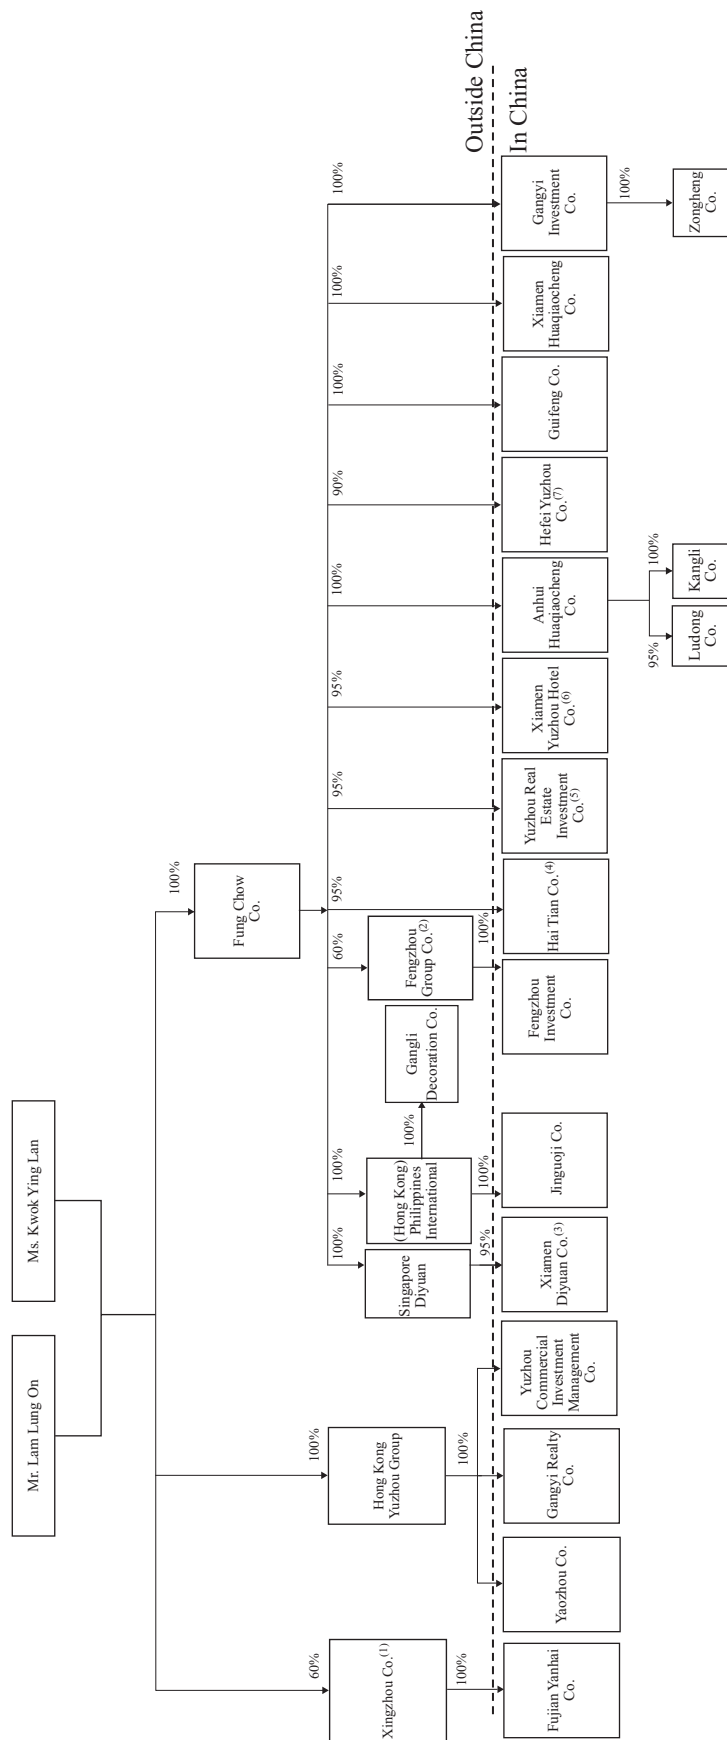 Mr. Lam Lung On
Ms. Kwok Ying Lan
60%
100%
100%
Xingzhou Co.(1)
Hong Kong
Yuzhou Group
Fung Chow
Co.
100%
100%
60%
95%
95%
95%
100%
90%
100%
100%
100%
Singapore
Diyuan
(Hong Kong)
Philippines
International
100%
Gangli
Decoration Co.
Fengzhou
Group Co.(2)
100%
100%
95%
100%
100%
Outside China
In China
Fujian Yanhai
Co.
Yaozhou Co.
Gangyi Realty
Co.
Yuzhou
Commercial
Investment
Management
Co.
Xiamen
Diyuan Co.(3)
Jinguoji Co.
Fengzhou
Investment
Co.
Hai Tian Co.(4)
Yuzhou Real
Estate
Investment
Co.(5)
Xiamen
Yuzhou Hotel
Co.(6)
Anhui
Huaqiaocheng
Co.
Hefei Yuzhou
Co.(7)
Guifeng Co.
Xiamen
Huaqiaocheng
Co.
Gangyi
Investment
Co.
95%
100%
100%
Ludong
Co.
Kangli
Co.
Zongheng
Co.